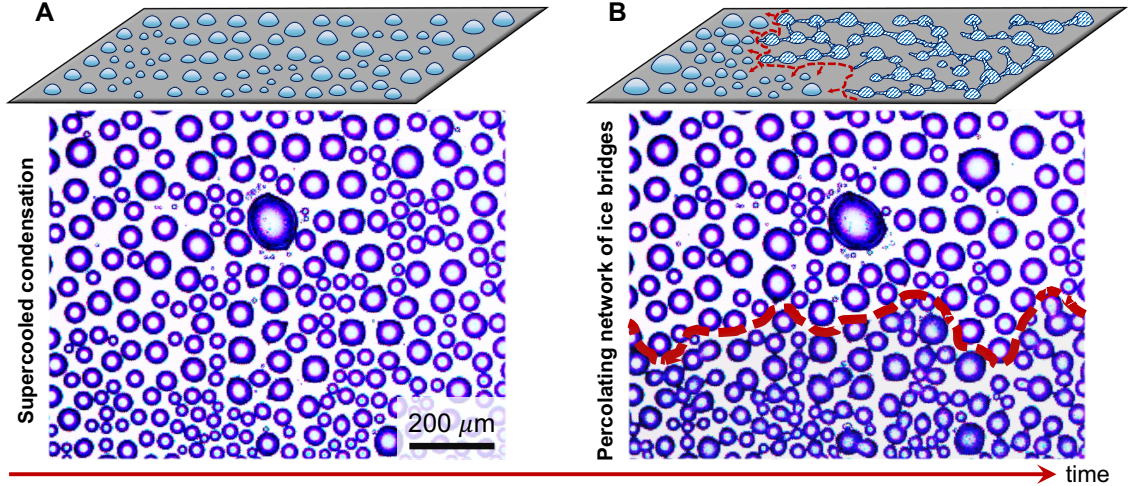 A
B
Supercooled condensation
Percolating network of ice bridges
200 μm
time